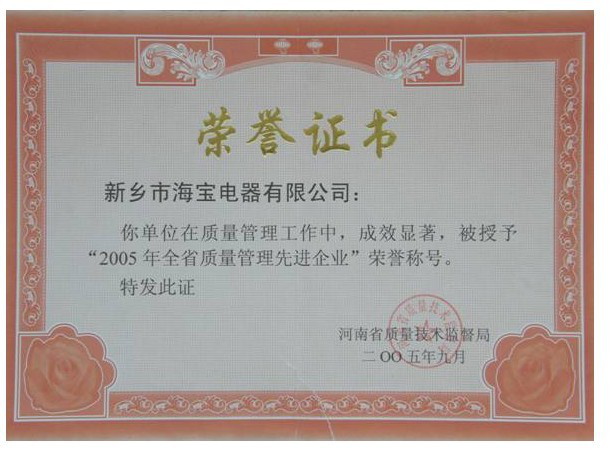 荣誉证书
新乡市海宝电器有限公司：
你单位在质量管理工作中，成效显著，被授予
“2005年全省质量管理先进企业”荣誉称号。
特发此证
河南省质量技术监督局
二OO五年九月